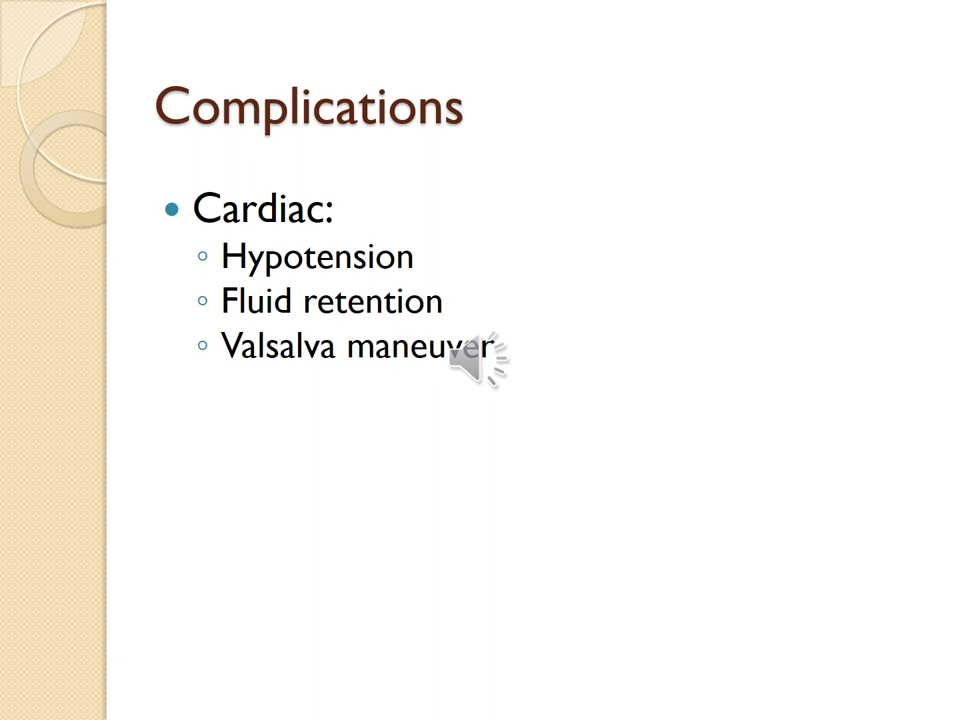 Complications
Cardiac:
Hypotension
Fluid retention
Valsalva maneuver